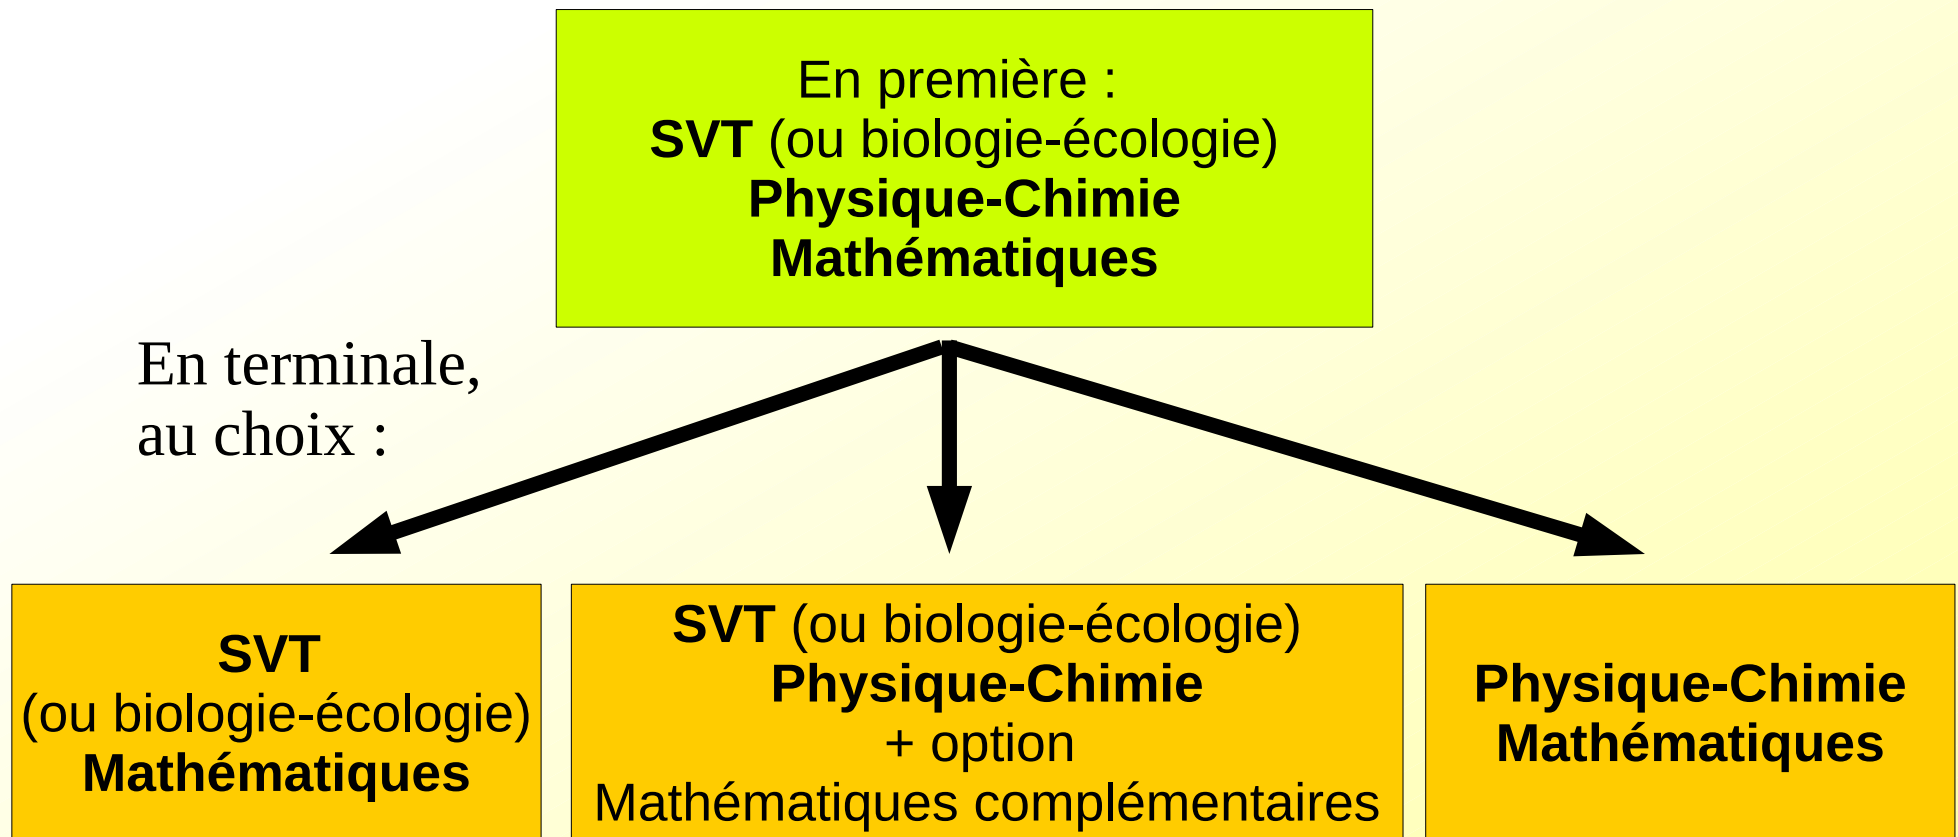 En première :
SVT (ou biologie-écologie)
Physique-Chimie
Mathématiques
En terminale,
au choix :
SVT
(ou biologie-écologie)
Mathématiques
SVT (ou biologie-écologie)
Physique-Chimie
+ option
Mathématiques complémentaires
Physique-Chimie
Mathématiques